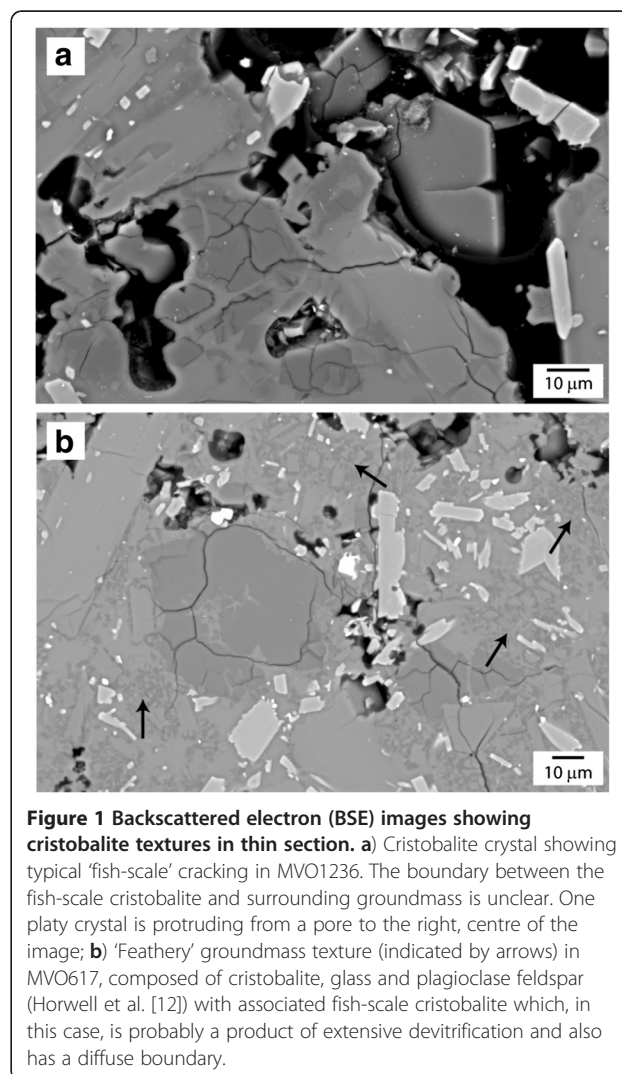 a
10 µm
b
10 µm
Figure 1 Backscattered electron (BSE) images showing
cristobalite textures in thin section. a) Cristobalite crystal showing
typical ‘fish-scale’ cracking in MVO1236. The boundary between the
fish-scale cristobalite and surrounding groundmass is unclear. One
platy crystal is protruding from a pore to the right, centre of the
image; b) ‘Feathery’ groundmass texture (indicated by arrows) in
MVO617, composed of cristobalite, glass and plagioclase feldspar
(Horwell et al. [12]) with associated fish-scale cristobalite which, in
this case, is probably a product of extensive devitrification and also
has a diffuse boundary.